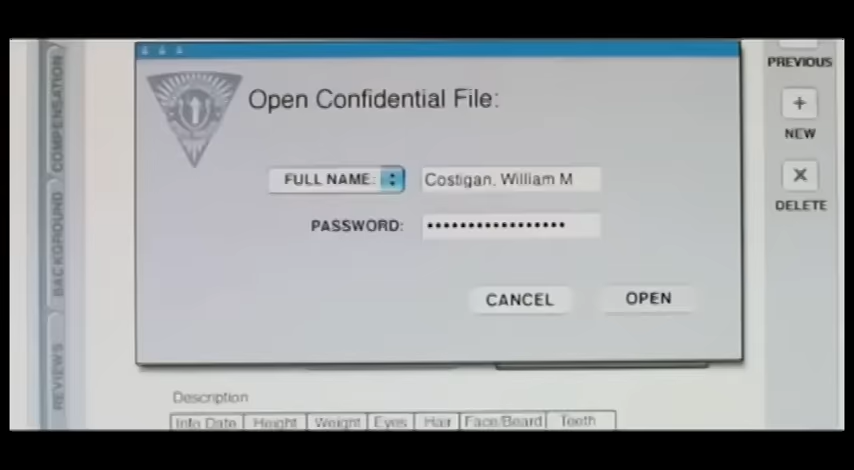 COMPENSATION
BACKGROUND
REVIEWS
Open Confidential File:
FULL NAME: Costigan, William M
PASSWORD: •••••••••••••••••
CANCEL OPEN
PREVIOUS
NEW
DELETE
Description
Info Date Height Weight Eyes Hair Face/Beard Teeth